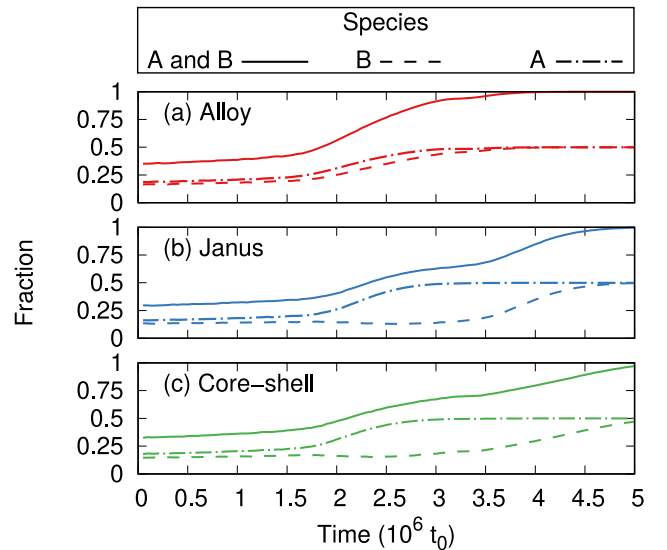 Species
A and B B A
Fraction
1
0.75
0.5
0.25
0
(a) Alloy
1
0.75
0.5
0.25
0
(b) Janus
1
0.75
0.5
0.25
0
(c) Core−shell
0 0.5 1 1.5 2 2.5 3 3.5 4 4.5 5
Time (10⁶ t₀)